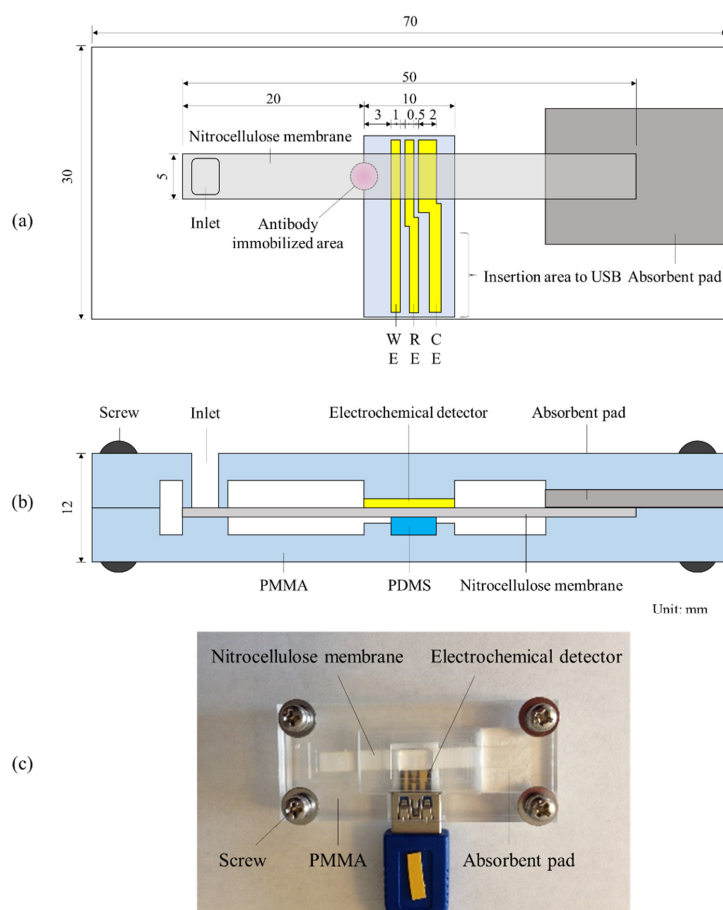 70
50
20
10
3
1
0.5
2
Nitrocellulose membrane
5
30
(a)
Inlet
Antibody
immobilized area
Insertion area to USB
Absorbent pad
W R C
E E E
Screw
Inlet
Electrochemical detector
Absorbent pad
(b)
12
PMMA
PDMS
Nitrocellulose membrane
Unit: mm
Nitrocellulose membrane
Electrochemical detector
(c)
Screw
PMMA
Absorbent pad